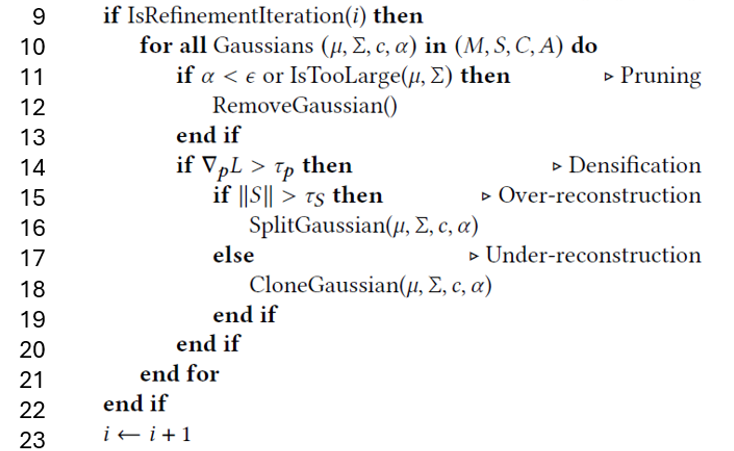 9 if IsRefinementIteration(i) then
10 for all Gaussians (μ, Σ, c, α) in (M, S, C, A) do
11 if α < ϵ or IsTooLarge(μ, Σ) then ▹ Pruning
12 RemoveGaussian()
13 end if
14 if ∇pL > τp then ▹ Densification
15 if ‖S‖ > τS then ▹ Over-reconstruction
16 SplitGaussian(μ, Σ, c, α)
17 else ▹ Under-reconstruction
18 CloneGaussian(μ, Σ, c, α)
19 end if
20 end if
21 end for
22 end if
23 i ← i + 1